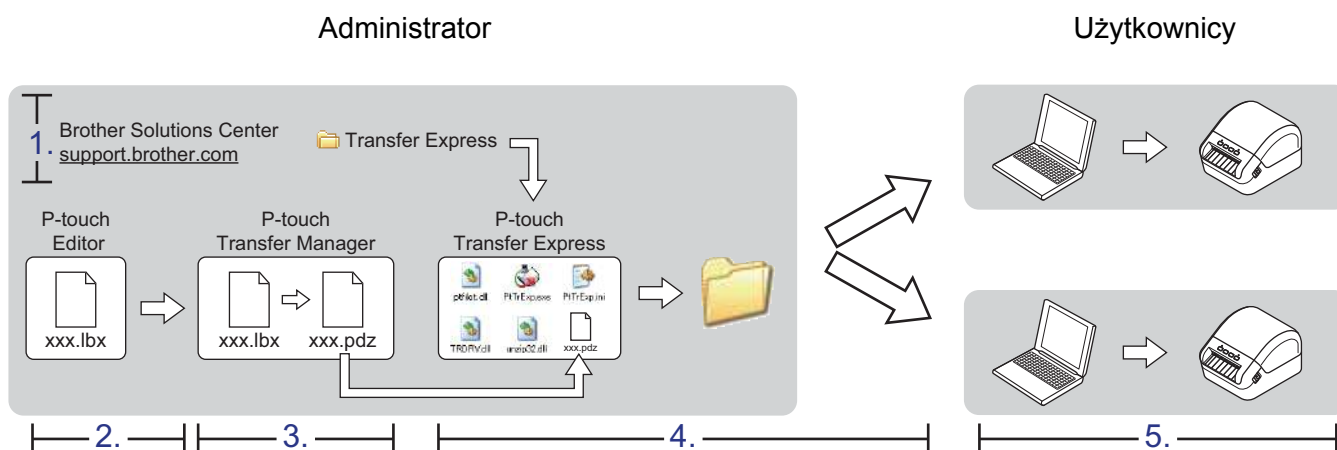 Administrator
Użytkownicy
1.
Brother Solutions Center
support.brother.com
Transfer Express
P-touch
Editor
xxx.lbx
P-touch
Transfer Manager
xxx.lbx
xxx.pdz
P-touch
Transfer Express
PtTrExp.exe
PtTrExp.ini
TRDRV.dll
unzip32.dll
xxx.pdz
2.
3.
4.
5.